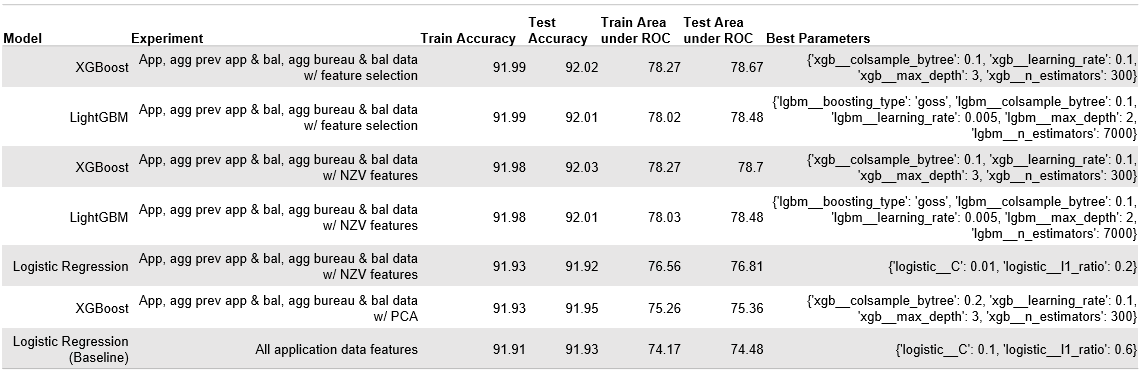 Model Experiment Train Accuracy Test Accuracy Train Area under ROC Test Area under ROC Best Parameters
XGBoost App, agg prev app & bal, agg bureau & bal data 91.99 92.02 78.27 78.67 {'xgb__colsample_bytree': 0.1, 'xgb__learning_rate': 0.1,
w/ feature selection 'xgb__max_depth': 3, 'xgb__n_estimators': 300}
LightGBM App, agg prev app & bal, agg bureau & bal data 91.99 92.01 78.02 78.48 {'lgbm__boosting_type': 'goss', 'lgbm__colsample_bytree': 0.1,
w/ feature selection 'lgbm__learning_rate': 0.005, 'lgbm__max_depth': 2,
'lgbm__n_estimators': 7000}
XGBoost App, agg prev app & bal, agg bureau & bal data 91.98 92.03 78.27 78.7 {'xgb__colsample_bytree': 0.1, 'xgb__learning_rate': 0.1,
w/ NZV features 'xgb__max_depth': 3, 'xgb__n_estimators': 300}
LightGBM App, agg prev app & bal, agg bureau & bal data 91.98 92.01 78.03 78.48 {'lgbm__boosting_type': 'goss', 'lgbm__colsample_bytree': 0.1,
w/ NZV features 'lgbm__learning_rate': 0.005, 'lgbm__max_depth': 2,
'lgbm__n_estimators': 7000}
Logistic Regression App, agg prev app & bal, agg bureau & bal data 91.93 91.92 76.56 76.81 {'logistic__C': 0.01, 'logistic__l1_ratio': 0.2}
w/ NZV features
XGBoost App, agg prev app & bal, agg bureau & bal data 91.93 91.95 75.26 75.36 {'xgb__colsample_bytree': 0.2, 'xgb__learning_rate': 0.1,
w/ PCA 'xgb__max_depth': 3, 'xgb__n_estimators': 300}
Logistic Regression
(Baseline) All application data features 91.91 91.93 74.17 74.48 {'logistic__C': 0.1, 'logistic__l1_ratio': 0.6}